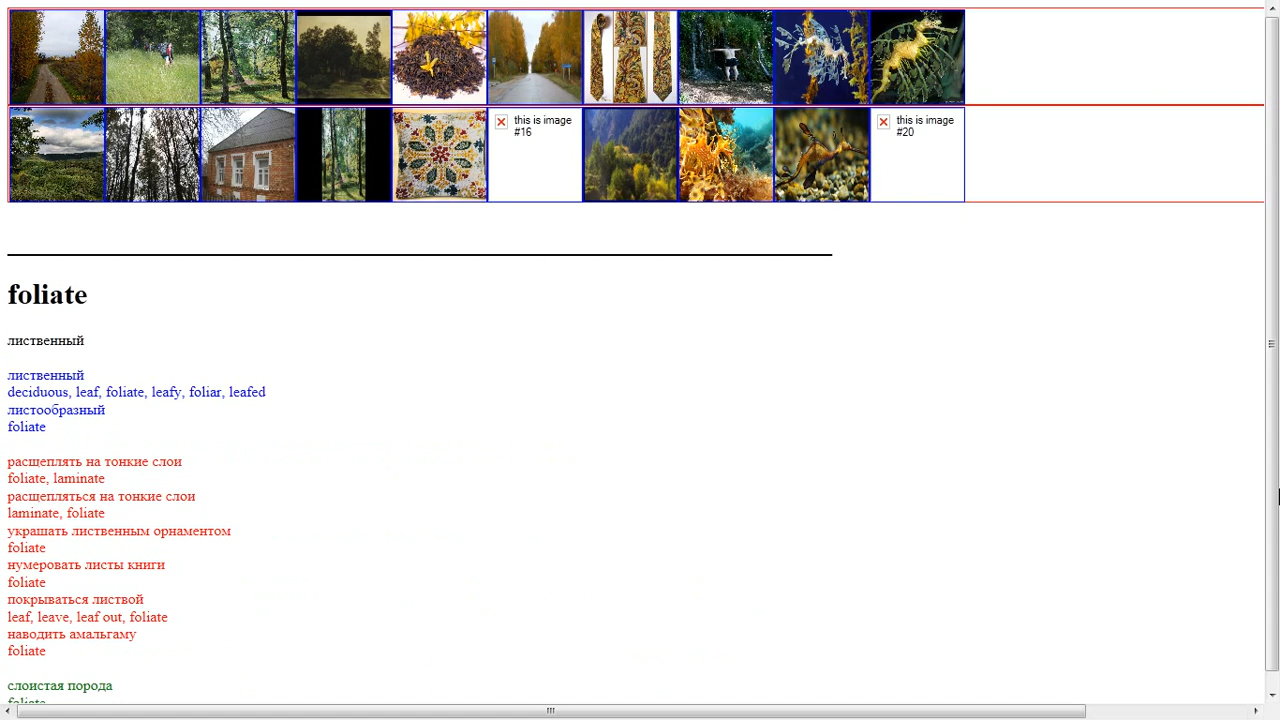 this is image
#16
this is image
#20
foliate
лиственный
лиственный
deciduous, leaf, foliate, leafy, foliar, leafed
листообразный
foliate
расщеплять на тонкие слои
foliate, laminate
расщепляться на тонкие слои
laminate, foliate
украшать лиственным орнаментом
foliate
нумеровать листы книги
foliate
покрываться листвой
leaf, leave, leaf out, foliate
наводить амальгаму
foliate
слоистая порода
foliate